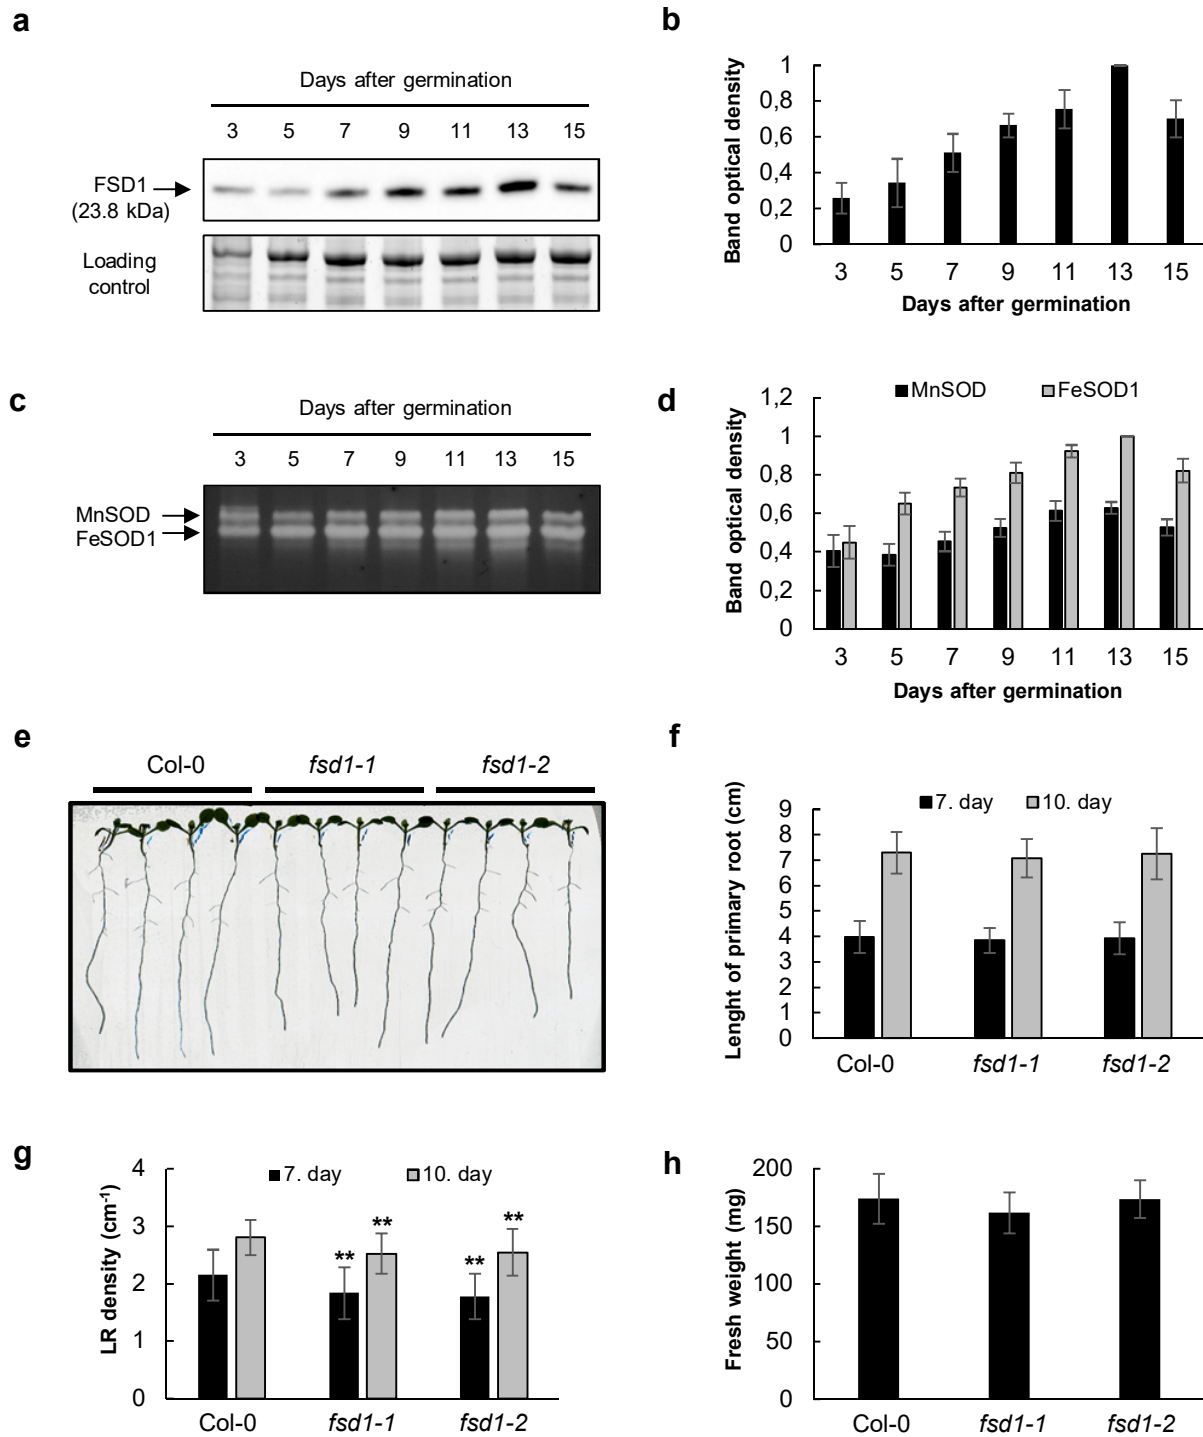 a
Days after germination
3 5 7 9 11 13 15
FSD1
(23.8 kDa)
Loading
control
b
Band optical density
1
0,8
0,6
0,4
0,2
0
3 5 7 9 11 13 15
Days after germination
c
Days after germination
3 5 7 9 11 13 15
MnSOD
FeSOD1
d
Band optical density
MnSOD FeSOD1
1,2
1
0,8
0,6
0,4
0,2
0
3 5 7 9 11 13 15
Days after germination
e
Col-0 fsd1-1 fsd1-2
f
Lenght of primary root (cm)
7. day 10. day
9
8
7
6
5
4
3
2
1
0
Col-0 fsd1-1 fsd1-2
g
LR density (cm-1)
7. day 10. day
4
3
2
1
0
** ** ** **
Col-0 fsd1-1 fsd1-2
h
Fresh weight (mg)
200
150
100
50
0
Col-0 fsd1-1 fsd1-2